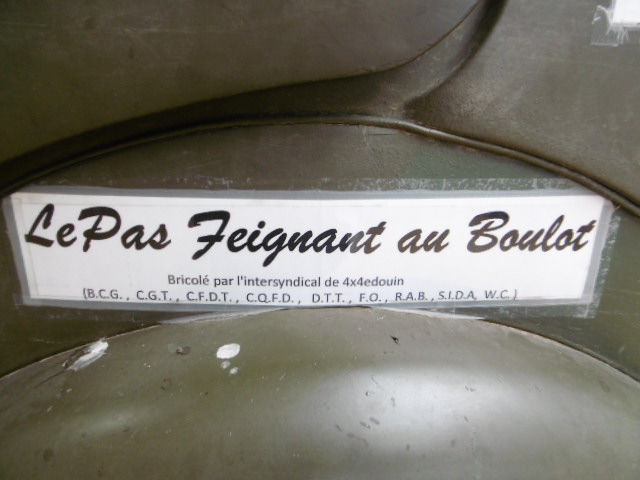 LePas Feignant au Boulot
Bricolé par l'intersyndical de 4x4edouin
(B.C.G. , C.G.T. , C.F.D.T. , C.Q.F.D. , D.T.T. , F.O. , R.A.B. , S.I.D.A, W.C. )